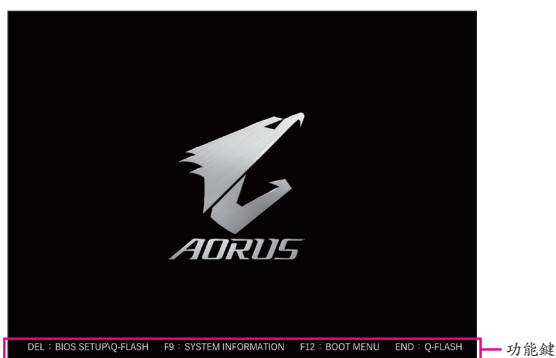 AORUS
DEL : BIOS SETUP\Q-FLASH F9 : SYSTEM INFORMATION F12 : BOOT MENU END : Q-FLASH
功能鍵